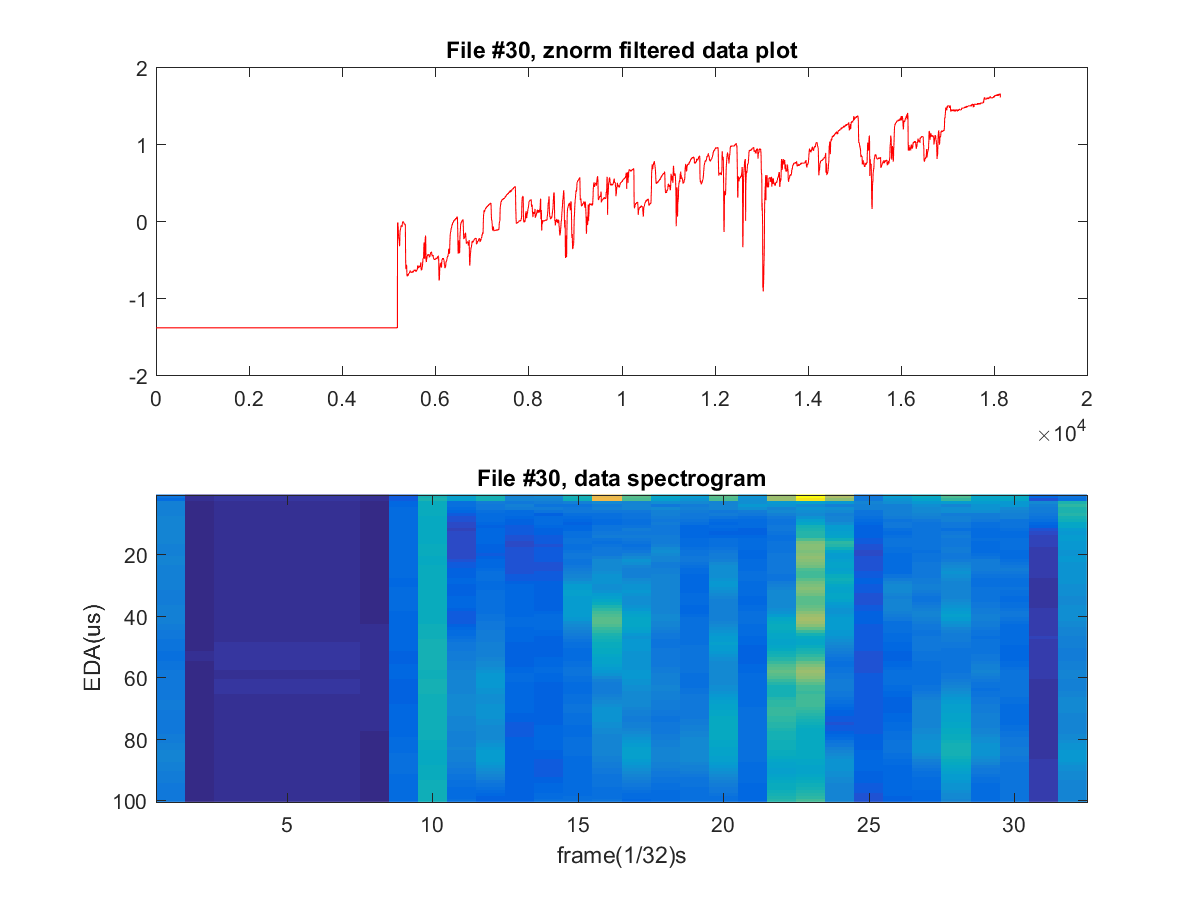 File #30, znorm filtered data plot
2
1
0
-1
-2
0 0.2 0.4 0.6 0.8 1 1.2 1.4 1.6 1.8 2
×10^4
File #30, data spectrogram
EDA(us)
20
40
60
80
100
5 10 15 20 25 30
frame(1/32)s